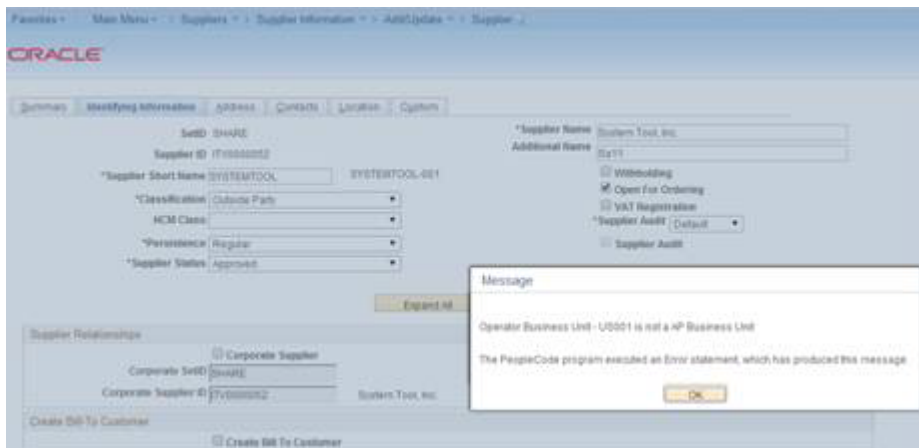 Favorites Main Menu > Suppliers > Supplier Information > Add/Update > Supplier
ORACLE
Summary Identifying Information Address Contacts Location Custom
SetID SHARE
*Supplier Name System Tool, Inc.
Supplier ID ITV0000052
Additional Name
*Supplier Short Name SYSTEMTOOL SYSTEMTOOL-001
Withholding
*Classification Outside Party
Open For Ordering
HCM Class
VAT Registration
*Supplier Audit Default
*Persistence Regular
Supplier Audit
*Supplier Status Approved
Expand All
Message
Operator Business Unit - US001 is not a AP Business Unit
The PeopleCode program executed an Error statement, which has produced this message
OK
Supplier Relationships
Corporate Supplier
Corporate SetID SHARE
Corporate Supplier ID ITV0000052 System Tool, Inc.
Create Bill To Customer
Create Bill To Customer